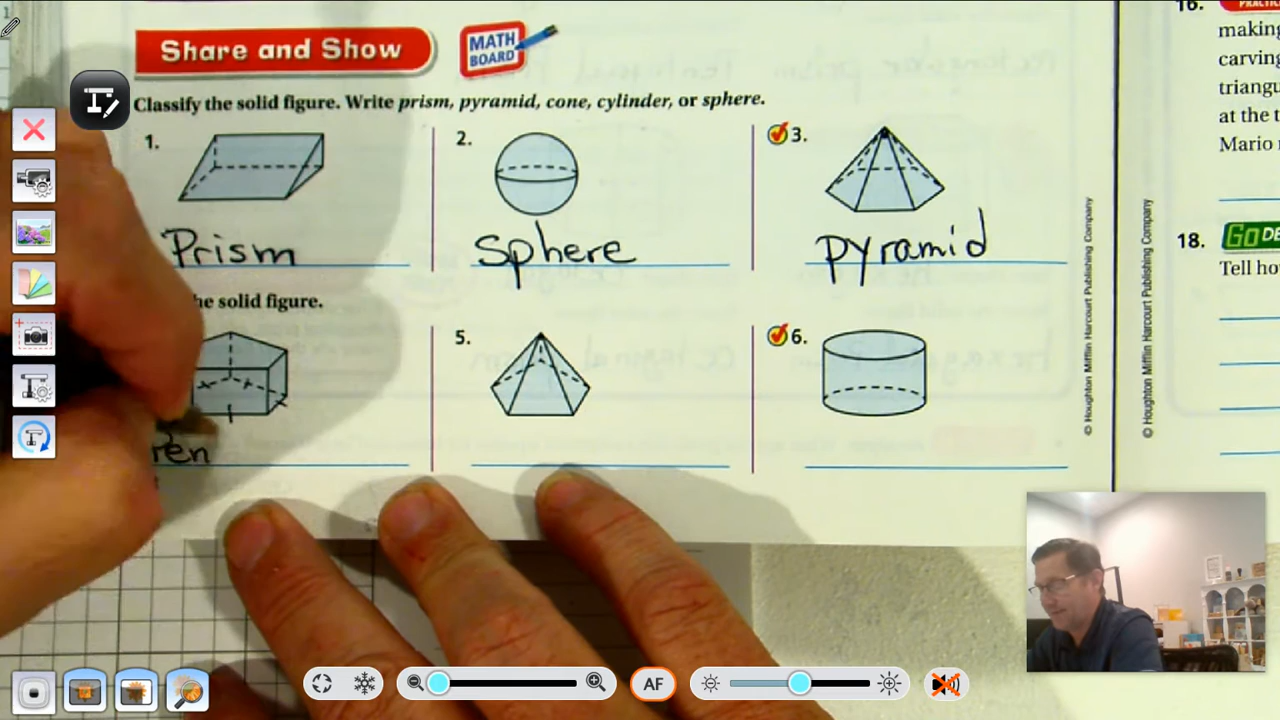 Share and Show
MATH
BOARD
Classify the solid figure. Write prism, pyramid, cone, cylinder, or sphere.
1.
2.
3.
Prism
Sphere
Pyramid
he solid figure.
5.
6.
ren
© Houghton Mifflin Harcourt Publishing Company
© Houghton Mifflin Harcourt Publishing Company
16.
making
carving
triangu
at the t
Mario
18.
Go DE
Tell ho
AF